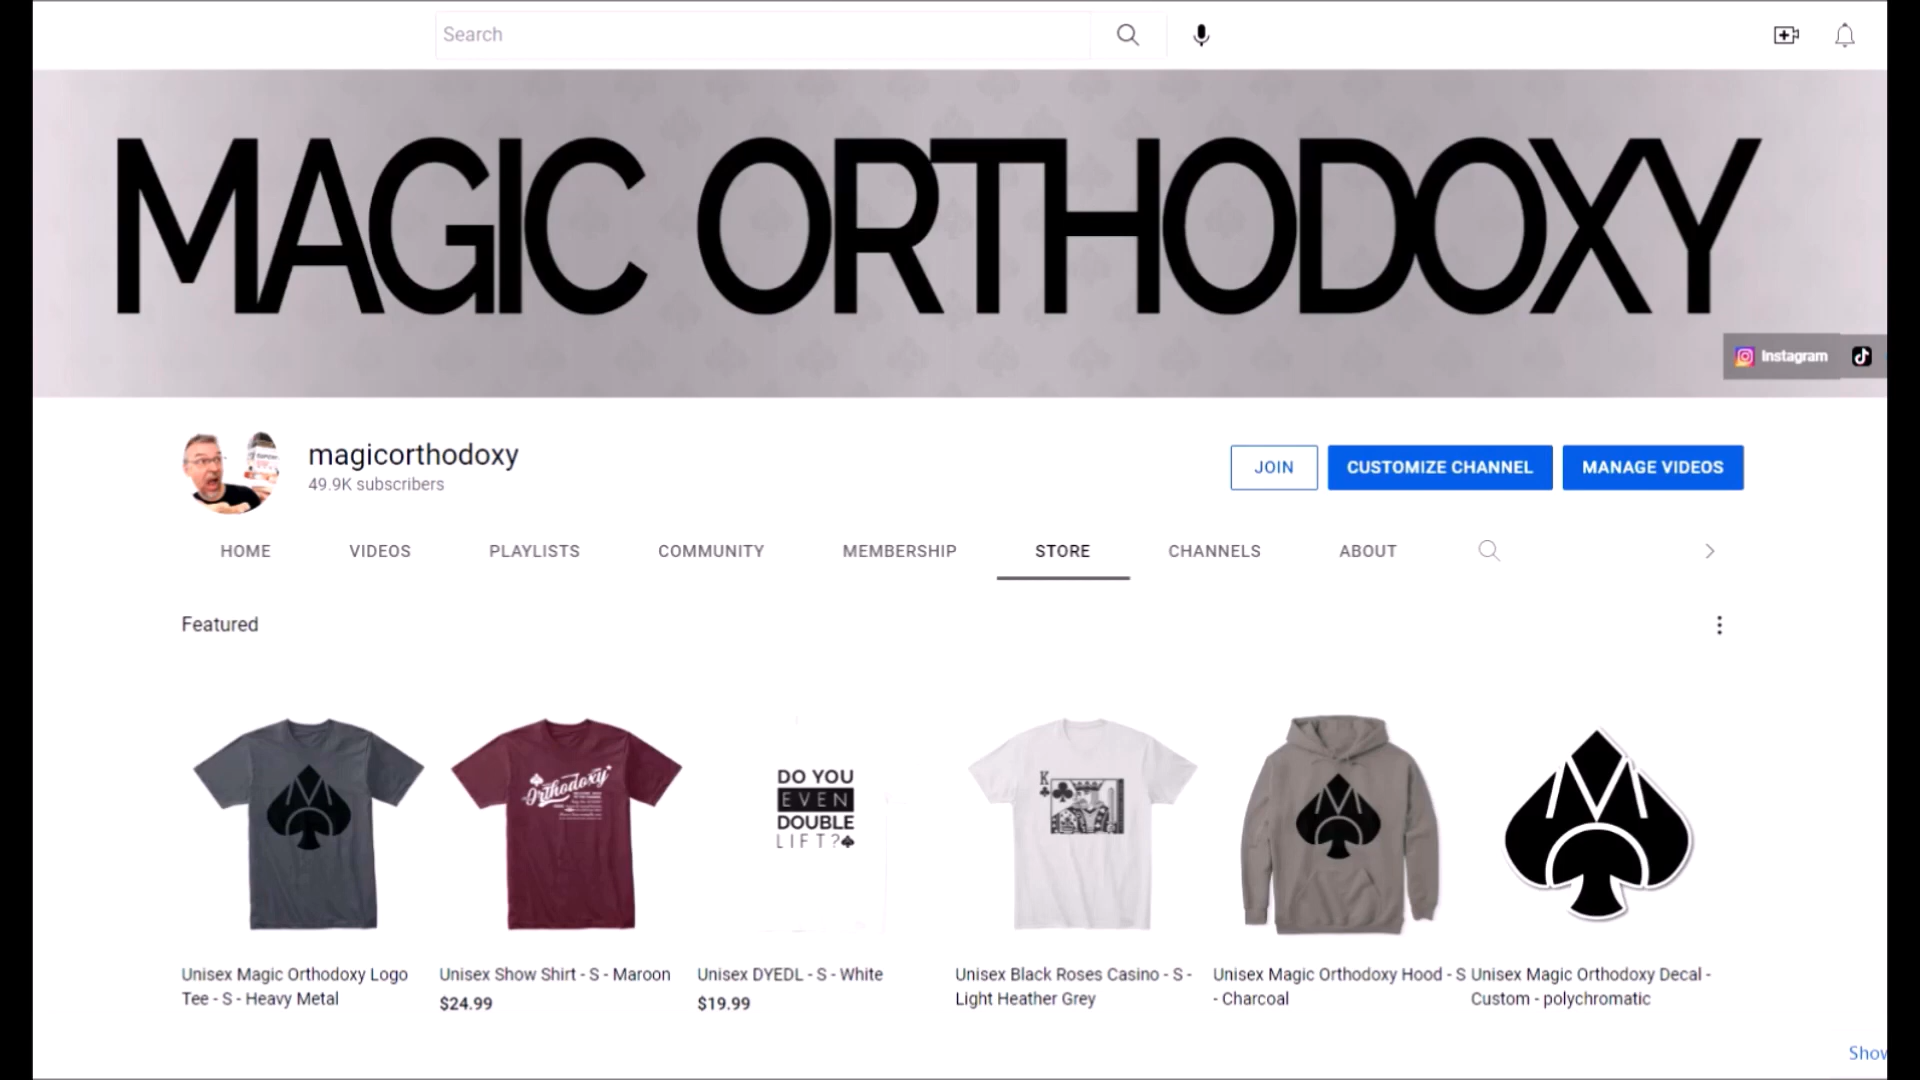 Search
MAGIC ORTHODOXY
Instagram
magicorthodoxy
49.9K subscribers
JOIN
CUSTOMIZE CHANNEL
MANAGE VIDEOS
HOME
VIDEOS
PLAYLISTS
COMMUNITY
MEMBERSHIP
STORE
CHANNELS
ABOUT
Featured
Orthodoxy
DO YOU
EVEN
DOUBLE
LIFT?
K
Unisex Magic Orthodoxy Logo
Tee - S - Heavy Metal
Unisex Show Shirt - S - Maroon
$24.99
Unisex DYEDL - S - White
$19.99
Unisex Black Roses Casino - S -
Light Heather Grey
Unisex Magic Orthodoxy Hood - S
- Charcoal
Unisex Magic Orthodoxy Decal -
Custom - polychromatic
Show